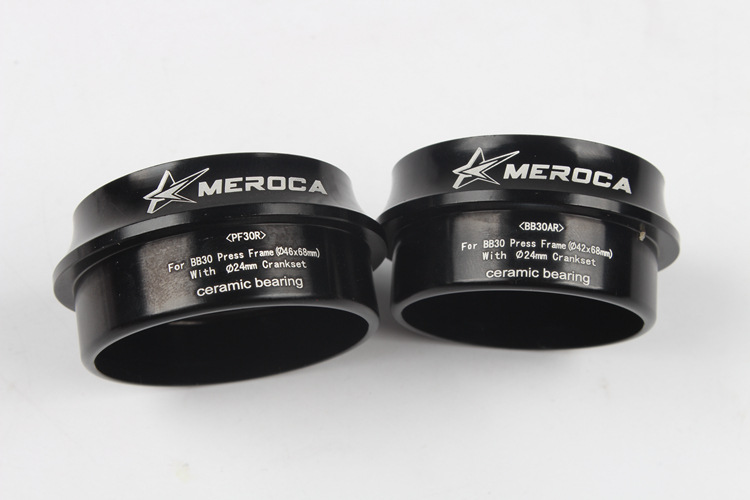 MEROCA
<PF30R>
For BB30 Press Frame(Ø46x68mm)
With Ø24mm Crankset
ceramic bearing
MEROCA
<BB30AR>
For BB30 Press Frame(Ø42x68mm)
With Ø24mm Crankset
ceramic bearing